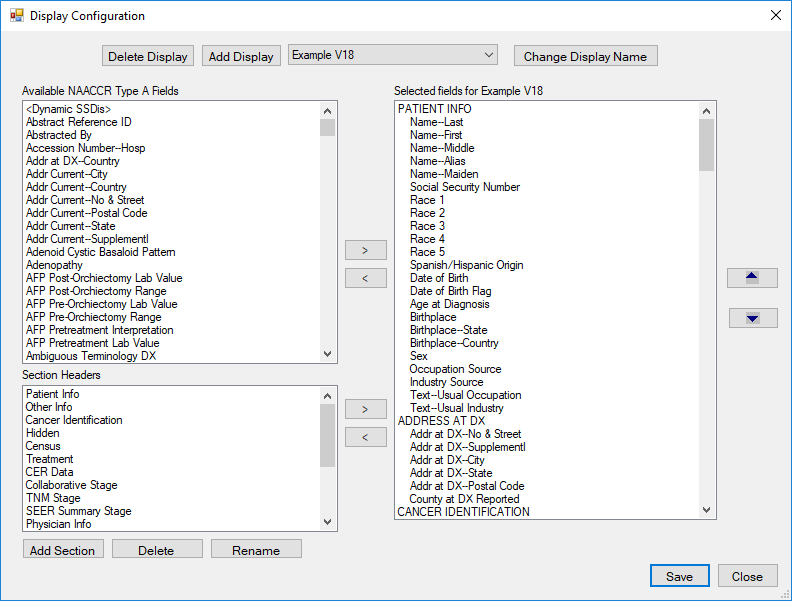 Display Configuration
Delete Display
Add Display
Example V18
Change Display Name
Available NAACCR Type A Fields
<Dynamic SSDIs>
Abstract Reference ID
Abstracted By
Accession Number--Hosp
Addr at DX--Country
Addr Current--City
Addr Current--Country
Addr Current--No & Street
Addr Current--Postal Code
Addr Current--State
Addr Current--Supplementl
Adenoid Cystic Basaloid Pattern
Adenopathy
AFP Post-Orchiectomy Lab Value
AFP Post-Orchiectomy Range
AFP Pre-Orchiectomy Lab Value
AFP Pre-Orchiectomy Range
AFP Pretreatment Interpretation
AFP Pretreatment Lab Value
Ambiguous Terminology DX
>
<
Section Headers
Patient Info
Other Info
Cancer Identification
Hidden
Census
Treatment
CER Data
Collaborative Stage
TNM Stage
SEER Summary Stage
Physician Info
>
<
Add Section
Delete
Rename
Selected fields for Example V18
PATIENT INFO
Name--Last
Name--First
Name--Middle
Name--Alias
Name--Maiden
Social Security Number
Race 1
Race 2
Race 3
Race 4
Race 5
Spanish/Hispanic Origin
Date of Birth
Date of Birth Flag
Age at Diagnosis
Birthplace
Birthplace--State
Birthplace--Country
Sex
Occupation Source
Industry Source
Text--Usual Occupation
Text--Usual Industry
ADDRESS AT DX
Addr at DX--No & Street
Addr at DX--Supplementl
Addr at DX--City
Addr at DX--State
Addr at DX--Postal Code
County at DX Reported
CANCER IDENTIFICATION
Save
Close